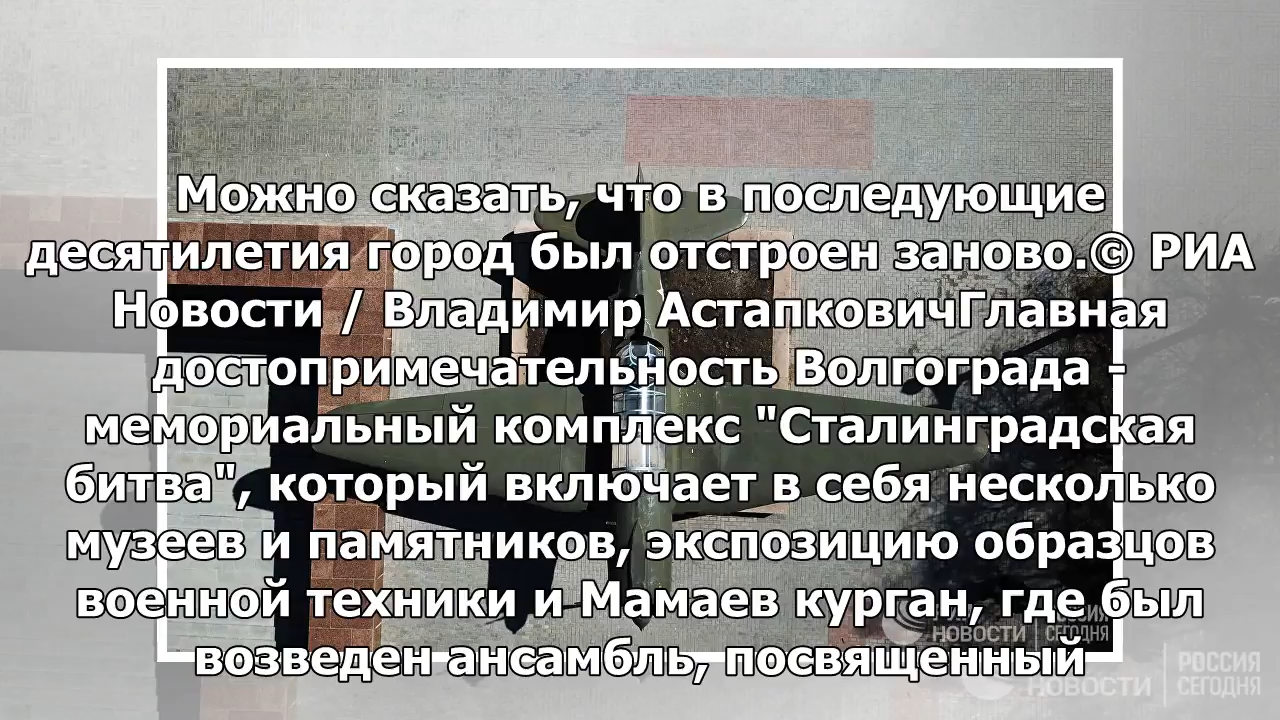 Можно сказать, что в последующие
десятилетия город был отстроен заново.© РИА
Новости / Владимир АстапковичГлавная
достопримечательность Волгограда -
мемориальный комплекс "Сталинградская
битва", который включает в себя несколько
музеев и памятников, экспозицию образцов
военной техники и Мамаев курган, где был
возведен ансамбль, посвященный
НОВОСТИ
СЕГОДНЯ
НОВОСТИ
РОССИЯ
СЕГОДНЯ